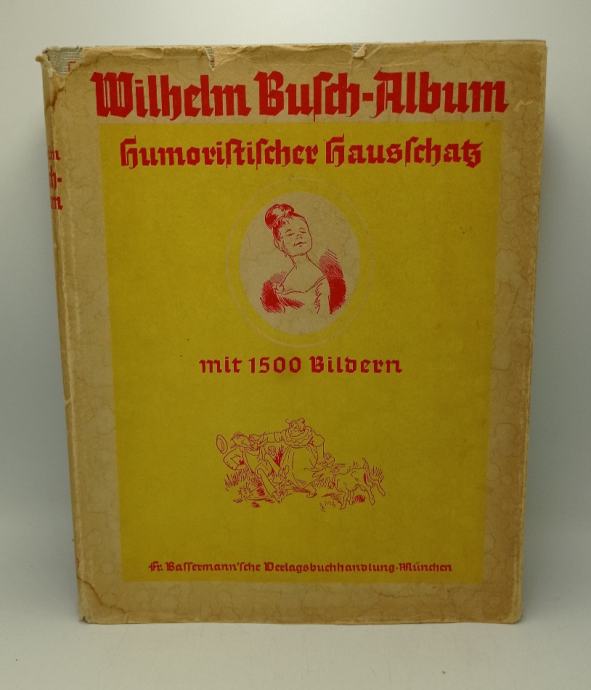 Wilhelm Busch-Album
Humoristischer Hausschatz
mit 1500 Bildern
Fr. Bassermann'sche Verlagsbuchhandlung-München